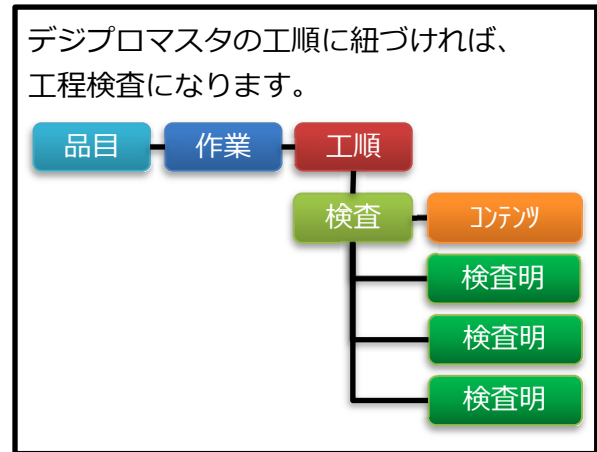 デジプロマスタの工順に紐づければ、
工程検査になります。
品目 作業 工順
検査 ｺﾝﾃﾝﾂ
検査明
検査明
検査明